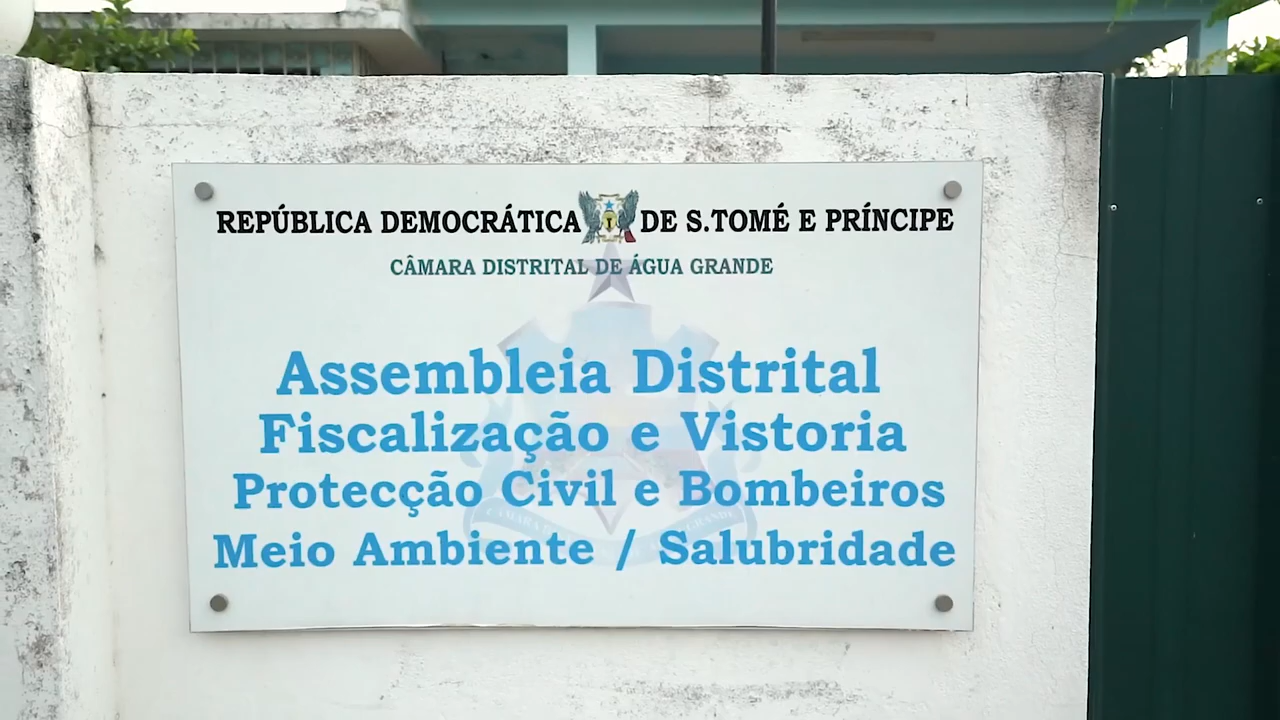 REPÚBLICA DEMOCRÁTICA DE S.TOMÉ E PRÍNCIPE
CÂMARA DISTRITAL DE ÁGUA GRANDE
Assembleia Distrital
Fiscalização e Vistoria
Protecção Civil e Bombeiros
Meio Ambiente / Salubridade